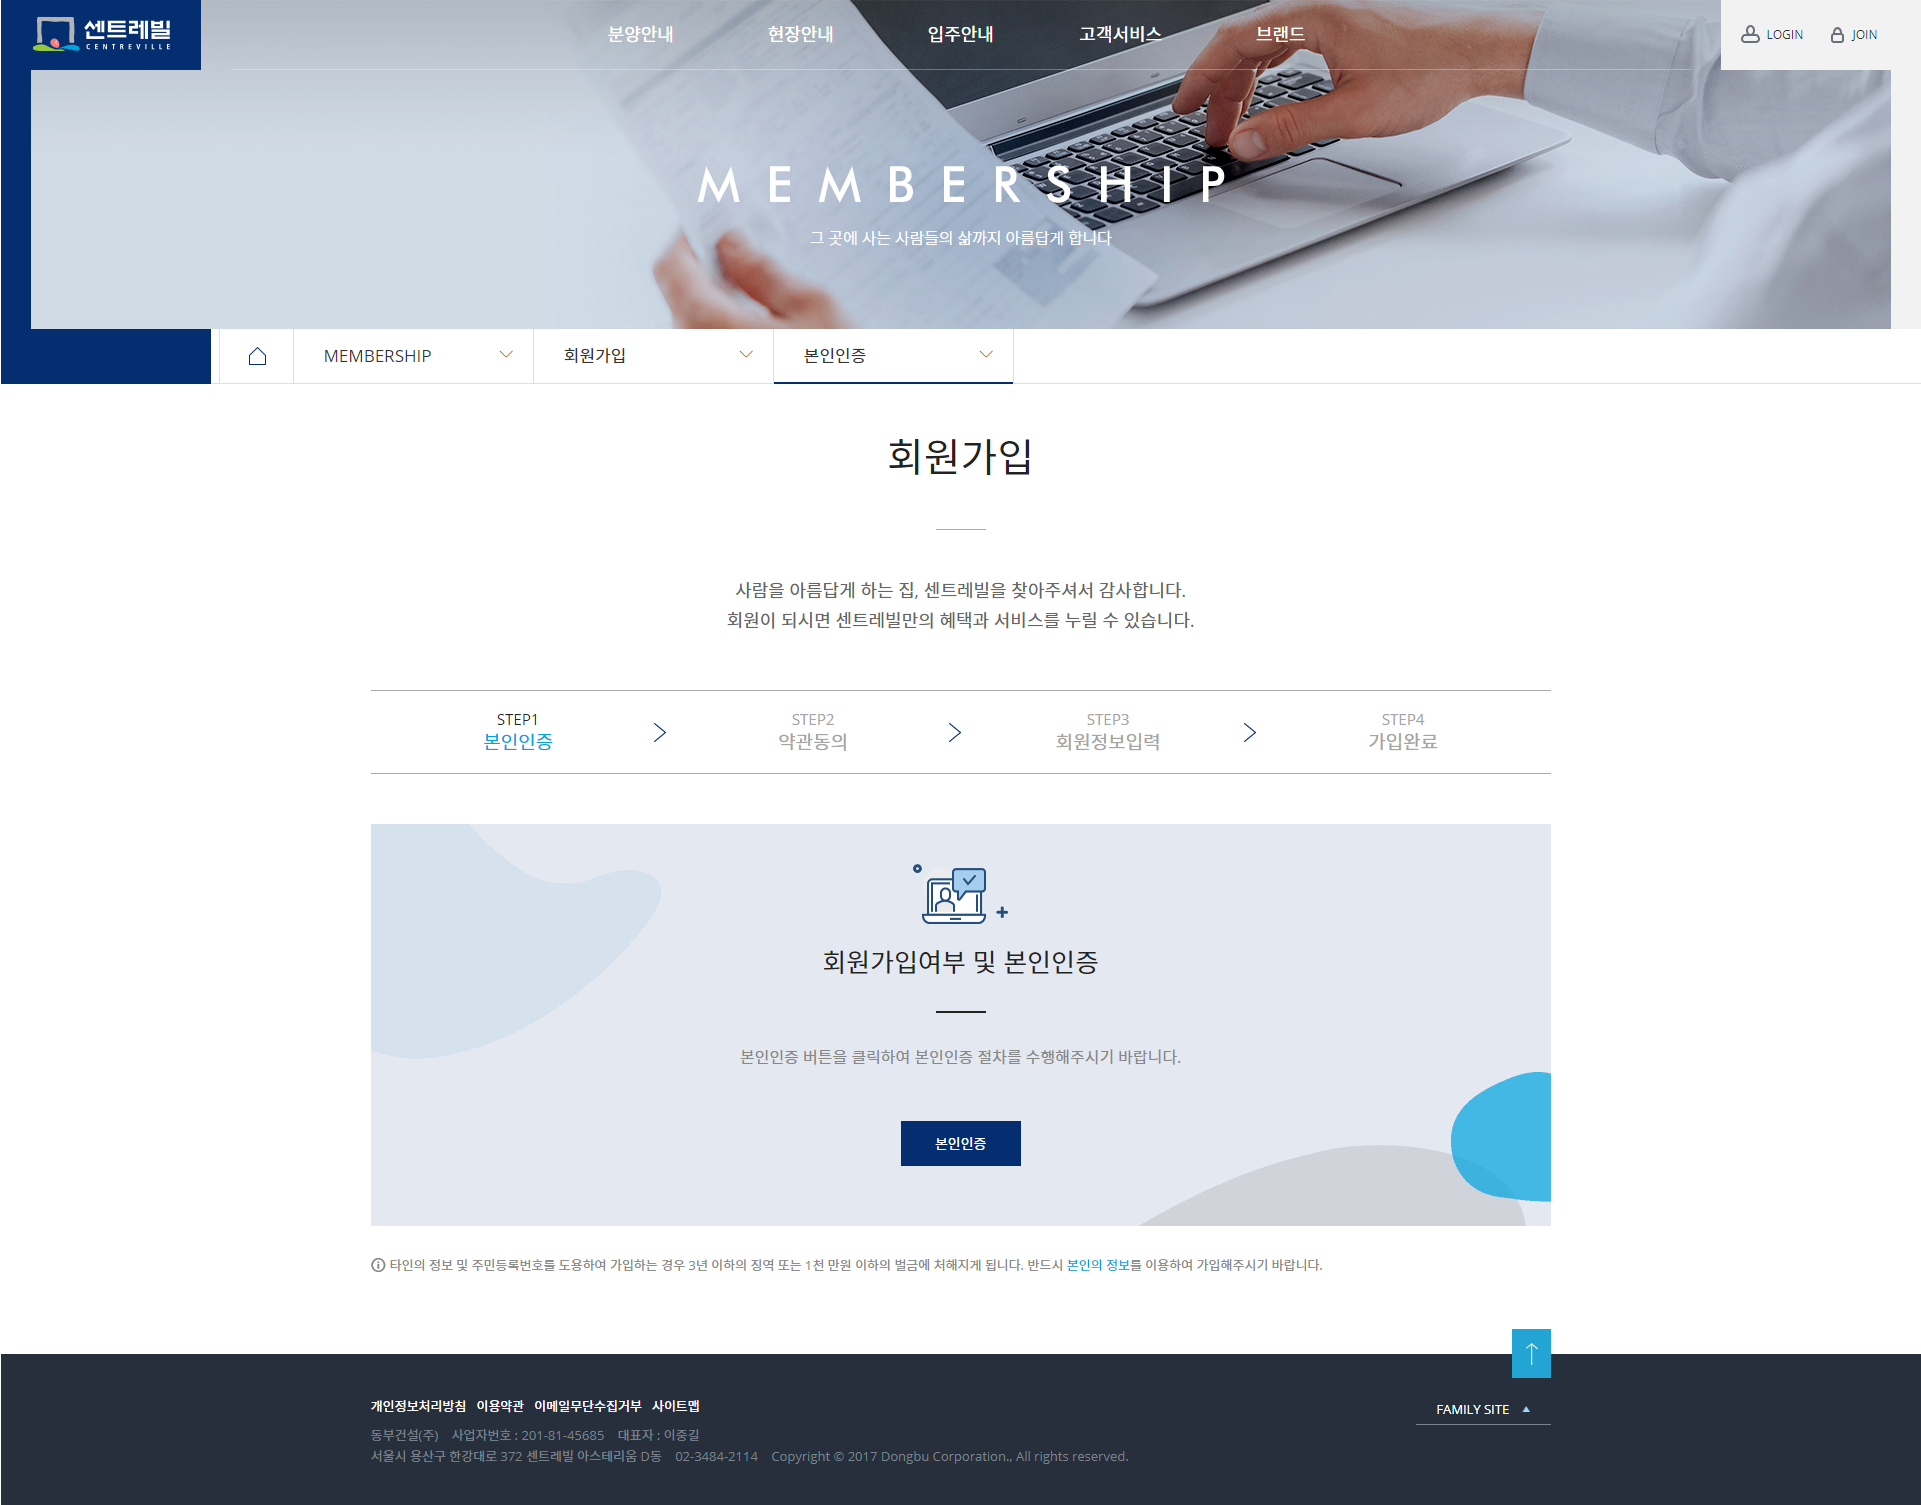 센트레빌
CENTREVILLE
분양안내
현장안내
입주안내
고객서비스
브랜드
LOGIN
JOIN
MEMBERSHIP
그 곳에 사는 사람들의 삶까지 아름답게 합니다
MEMBERSHIP
회원가입
본인인증
회원가입
사람을 아름답게 하는 집, 센트레빌을 찾아주셔서 감사합니다.
회원이 되시면 센트레빌만의 혜택과 서비스를 누릴 수 있습니다.
STEP1
본인인증
STEP2
약관동의
STEP3
회원정보입력
STEP4
가입완료
회원가입여부 및 본인인증
본인인증 버튼을 클릭하여 본인인증 절차를 수행해주시기 바랍니다.
본인인증
타인의 정보 및 주민등록번호를 도용하여 가입하는 경우 3년 이하의 징역 또는 1천 만원 이하의 벌금에 처해지게 됩니다. 반드시 본인의 정보를 이용하여 가입해주시기 바랍니다.
개인정보처리방침 이용약관 이메일무단수집거부 사이트맵
FAMILY SITE
동부건설(주) 사업자번호 : 201-81-45685 대표자 : 이중길
서울시 용산구 한강대로 372 센트레빌 아스테리움 D동 02-3484-2114 Copyright © 2017 Dongbu Corporation., All rights reserved.